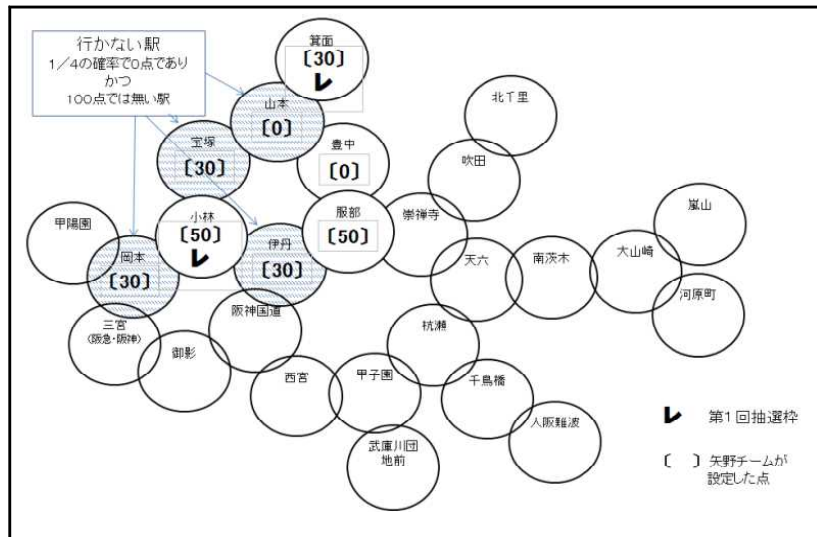 行かない駅
1/4の確率で0点であり
かつ
100点では無い駅
箕面
〔30〕
レ
山本
〔0〕
宝塚
〔30〕
豊中
〔0〕
北千里
吹田
小林
〔50〕
レ
服部
〔50〕
伊丹
〔30〕
崇禅寺
甲陽園
岡本
〔30〕
嵐山
天六
南茨木
大山崎
河原町
三宮
(阪急・阪神)
御影
阪神国道
杭瀬
西宮
甲子園
千鳥橋
武庫川団
地前
レ 第1回抽選枠
〔 〕 矢野チームが
設定した点